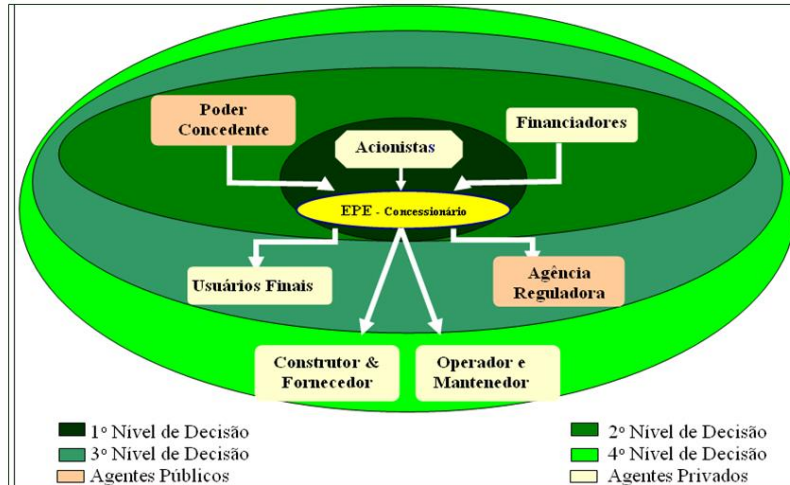 Poder
Concedente
Financiadores
Acionistas
EPE - Concessionário
Usuários Finais
Agência
Reguladora
Construtor &
Fornecedor
Operador e
Mantenedor
1º Nível de Decisão
2º Nível de Decisão
3º Nível de Decisão
4º Nível de Decisão
Agentes Públicos
Agentes Privados